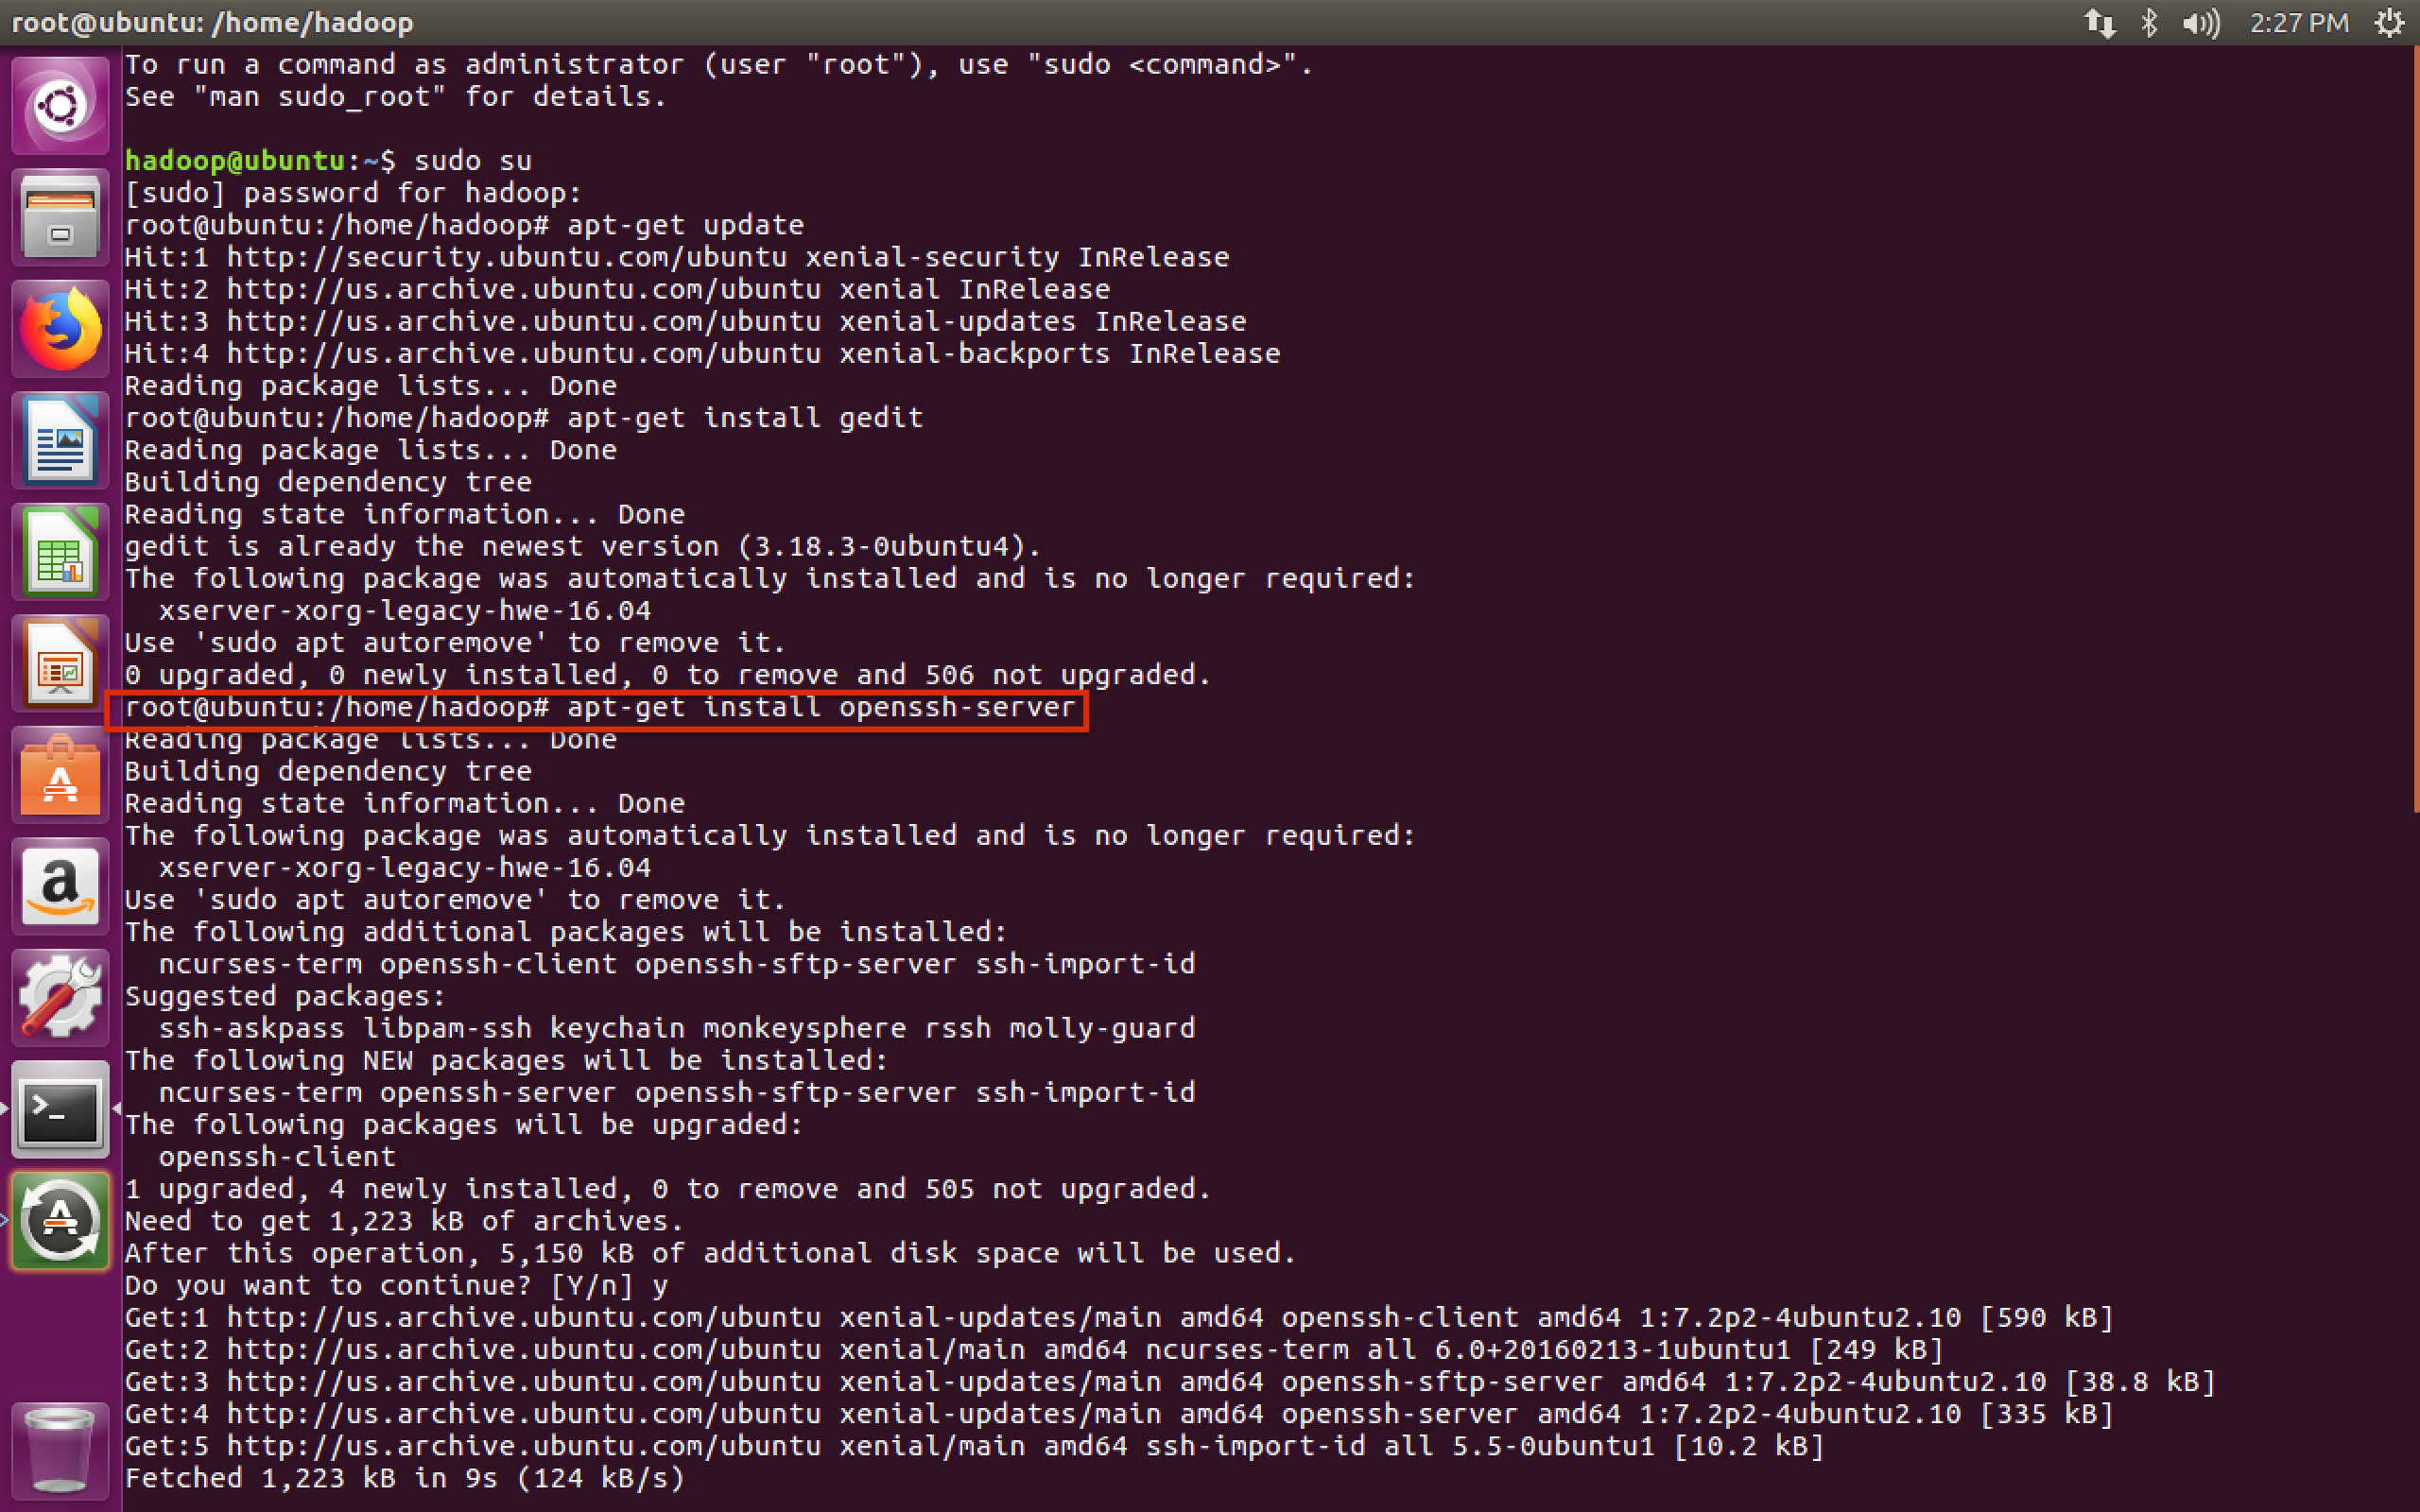 root@ubuntu: /home/hadoop
2:27 PM
To run a command as administrator (user "root"), use "sudo <command>".
See "man sudo_root" for details.
hadoop@ubuntu:~$ sudo su
[sudo] password for hadoop:
root@ubuntu:/home/hadoop# apt-get update
Hit:1 http://security.ubuntu.com/ubuntu xenial-security InRelease
Hit:2 http://us.archive.ubuntu.com/ubuntu xenial InRelease
Hit:3 http://us.archive.ubuntu.com/ubuntu xenial-updates InRelease
Hit:4 http://us.archive.ubuntu.com/ubuntu xenial-backports InRelease
Reading package lists... Done
root@ubuntu:/home/hadoop# apt-get install gedit
Reading package lists... Done
Building dependency tree
Reading state information... Done
gedit is already the newest version (3.18.3-0ubuntu4).
The following package was automatically installed and is no longer required:
  xserver-xorg-legacy-hwe-16.04
Use 'sudo apt autoremove' to remove it.
0 upgraded, 0 newly installed, 0 to remove and 506 not upgraded.
root@ubuntu:/home/hadoop# apt-get install openssh-server
Reading package lists... Done
Building dependency tree
Reading state information... Done
The following package was automatically installed and is no longer required:
  xserver-xorg-legacy-hwe-16.04
Use 'sudo apt autoremove' to remove it.
The following additional packages will be installed:
  ncurses-term openssh-client openssh-sftp-server ssh-import-id
Suggested packages:
  ssh-askpass libpam-ssh keychain monkeysphere rssh molly-guard
The following NEW packages will be installed:
  ncurses-term openssh-server openssh-sftp-server ssh-import-id
The following packages will be upgraded:
  openssh-client
1 upgraded, 4 newly installed, 0 to remove and 505 not upgraded.
Need to get 1,223 kB of archives.
After this operation, 5,150 kB of additional disk space will be used.
Do you want to continue? [Y/n] y
Get:1 http://us.archive.ubuntu.com/ubuntu xenial-updates/main amd64 openssh-client amd64 1:7.2p2-4ubuntu2.10 [590 kB]
Get:2 http://us.archive.ubuntu.com/ubuntu xenial/main amd64 ncurses-term all 6.0+20160213-1ubuntu1 [249 kB]
Get:3 http://us.archive.ubuntu.com/ubuntu xenial-updates/main amd64 openssh-sftp-server amd64 1:7.2p2-4ubuntu2.10 [38.8 kB]
Get:4 http://us.archive.ubuntu.com/ubuntu xenial-updates/main amd64 openssh-server amd64 1:7.2p2-4ubuntu2.10 [335 kB]
Get:5 http://us.archive.ubuntu.com/ubuntu xenial/main amd64 ssh-import-id all 5.5-0ubuntu1 [10.2 kB]
Fetched 1,223 kB in 9s (124 kB/s)